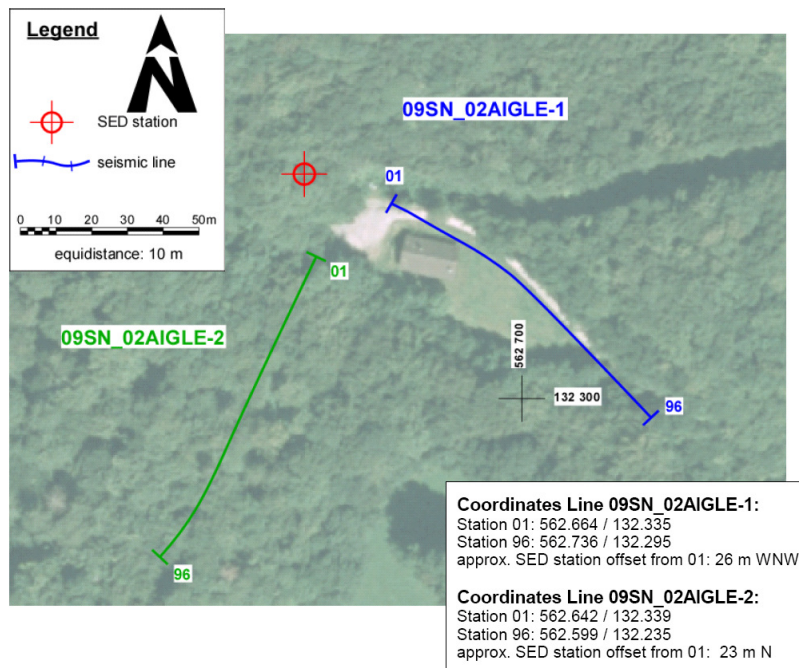 Legend
N
SED station
seismic line
0 10 20 30 40 50m
equidistance: 10 m
09SN_02AIGLE-1
01
01
09SN_02AIGLE-2
562 700
132 300
96
96
Coordinates Line 09SN_02AIGLE-1:
Station 01: 562.664 / 132.335
Station 96: 562.736 / 132.295
approx. SED station offset from 01: 26 m WNW
Coordinates Line 09SN_02AIGLE-2:
Station 01: 562.642 / 132.339
Station 96: 562.599 / 132.235
approx. SED station offset from 01: 23 m N